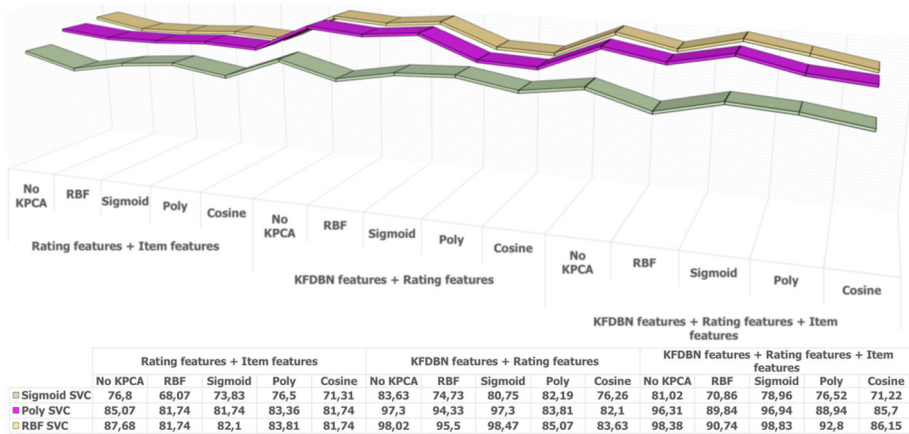 No KPCA RBF Sigmoid Poly Cosine No KPCA RBF Sigmoid Poly Cosine No KPCA RBF Sigmoid Poly Cosine
Rating features + Item features
KFDBN features + Rating features
KFDBN features + Rating features + Item features
Rating features + Item features KFDBN features + Rating features KFDBN features + Rating features + Item features
No KPCA RBF Sigmoid Poly Cosine No KPCA RBF Sigmoid Poly Cosine No KPCA RBF Sigmoid Poly Cosine
Sigmoid SVC 76,8 68,07 73,83 76,5 71,31 83,63 74,73 80,75 82,19 76,26 81,02 70,86 78,96 76,52 71,22
Poly SVC 85,07 81,74 81,74 83,36 81,74 97,3 94,33 97,3 83,81 82,1 96,31 89,84 96,94 88,94 85,7
RBF SVC 87,68 81,74 82,1 83,81 81,74 98,02 95,5 98,47 85,07 83,63 98,38 90,74 98,83 92,8 86,15